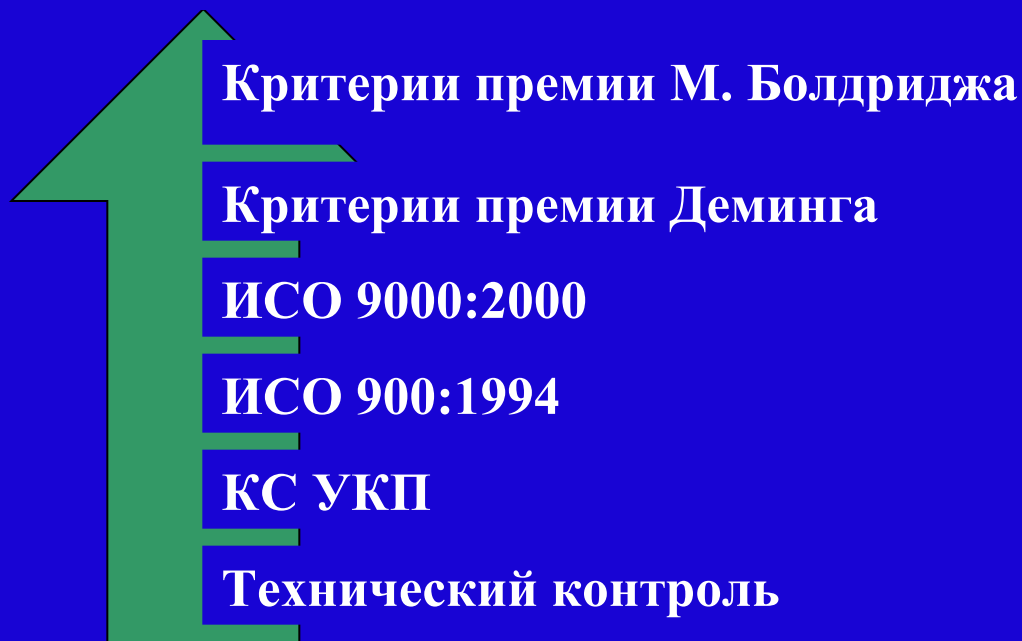 Критерии премии М. Болдриджа
Критерии премии Деминга
ИСО 9000:2000
ИСО 900:1994
КС УКП
Технический контроль